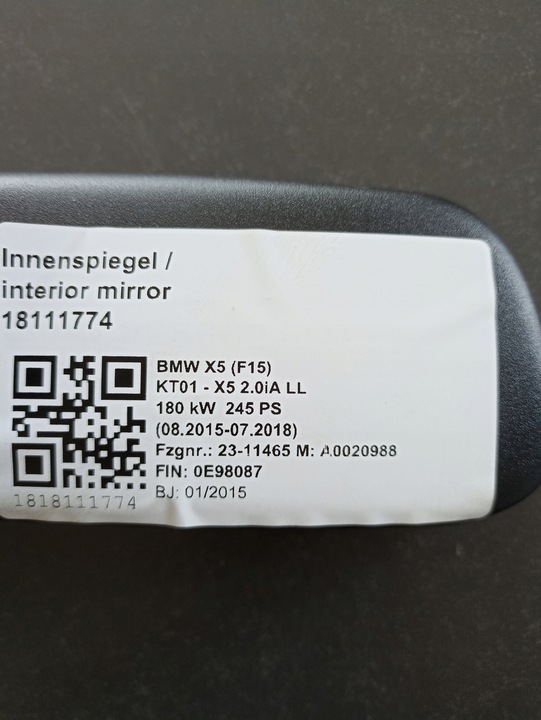 Innenspiegel /
interior mirror
18111774
BMW X5 (F15)
KT01 - X5 2.0iA LL
180 kW 245 PS
(08.2015-07.2018)
Fzgnr.: 23-11465 M: A0020988
FIN: 0E98087
BJ: 01/2015
1818111774